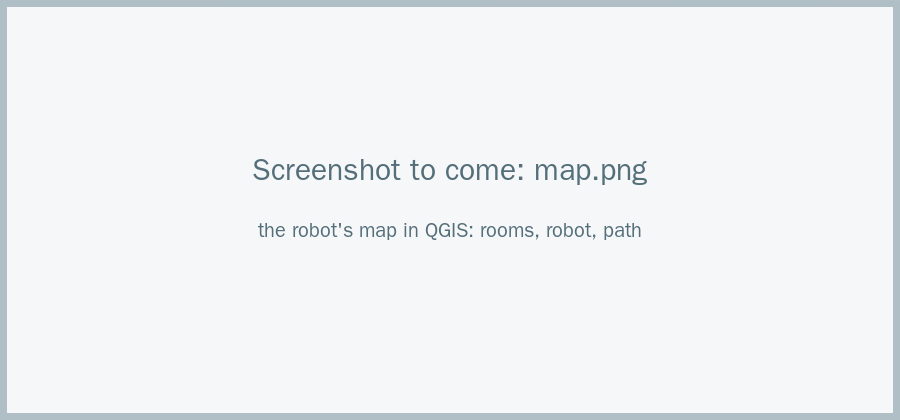 Screenshot to come: map.png
the robot's map in QGIS: rooms, robot, path